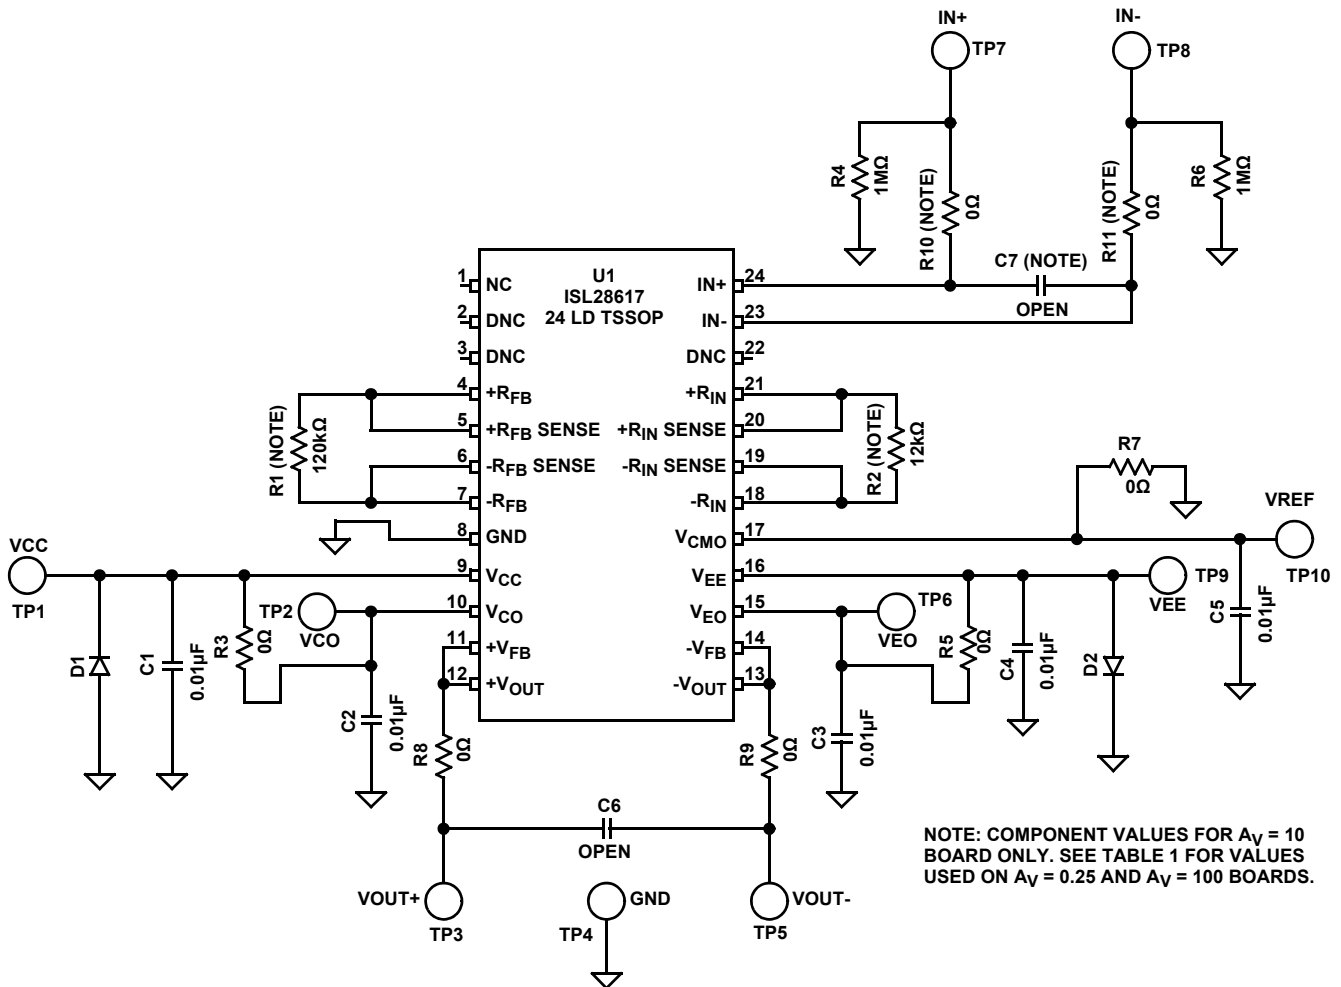 IN+
TP7
IN-
TP8
R4
1MΩ
R10 (NOTE)
0Ω
R11 (NOTE)
0Ω
R6
1MΩ
C7 (NOTE)
OPEN
U1
ISL28617
24 LD TSSOP
1 NC
2 DNC
3 DNC
4 +RFB
5 +RFB SENSE
6 -RFB SENSE
7 -RFB
8 GND
9 VCC
10 VCO
11 +VFB
12 +VOUT
IN+ 24
IN- 23
DNC 22
+RIN 21
+RIN SENSE 20
-RIN SENSE 19
-RIN 18
VCMO 17
VEE 16
VEO 15
-VFB 14
-VOUT 13
R1 (NOTE)
120kΩ
R2 (NOTE)
12kΩ
R7
0Ω
VREF
TP10
VCC
TP1
TP2
VCO
TP6
VEO
TP9
VEE
D1
C1
0.01µF
R3
0Ω
C2
0.01µF
R8
0Ω
R9
0Ω
C3
0.01µF
R5
0Ω
C4
0.01µF
D2
C5
0.01µF
C6
OPEN
VOUT+
TP3
GND
TP4
VOUT-
TP5
NOTE: COMPONENT VALUES FOR AV = 10
BOARD ONLY. SEE TABLE 1 FOR VALUES
USED ON AV = 0.25 AND AV = 100 BOARDS.